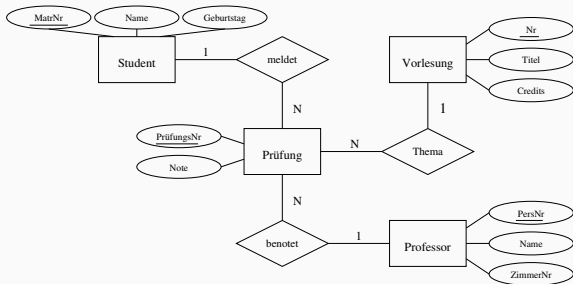 MatrNr
Name
Geburtstag
Student
1
meldet
Vorlesung
Nr
Titel
Credits
N
1
PrüfungsNr
Note
Prüfung
N
Thema
N
benotet
1
Professor
PersNr
Name
ZimmerNr